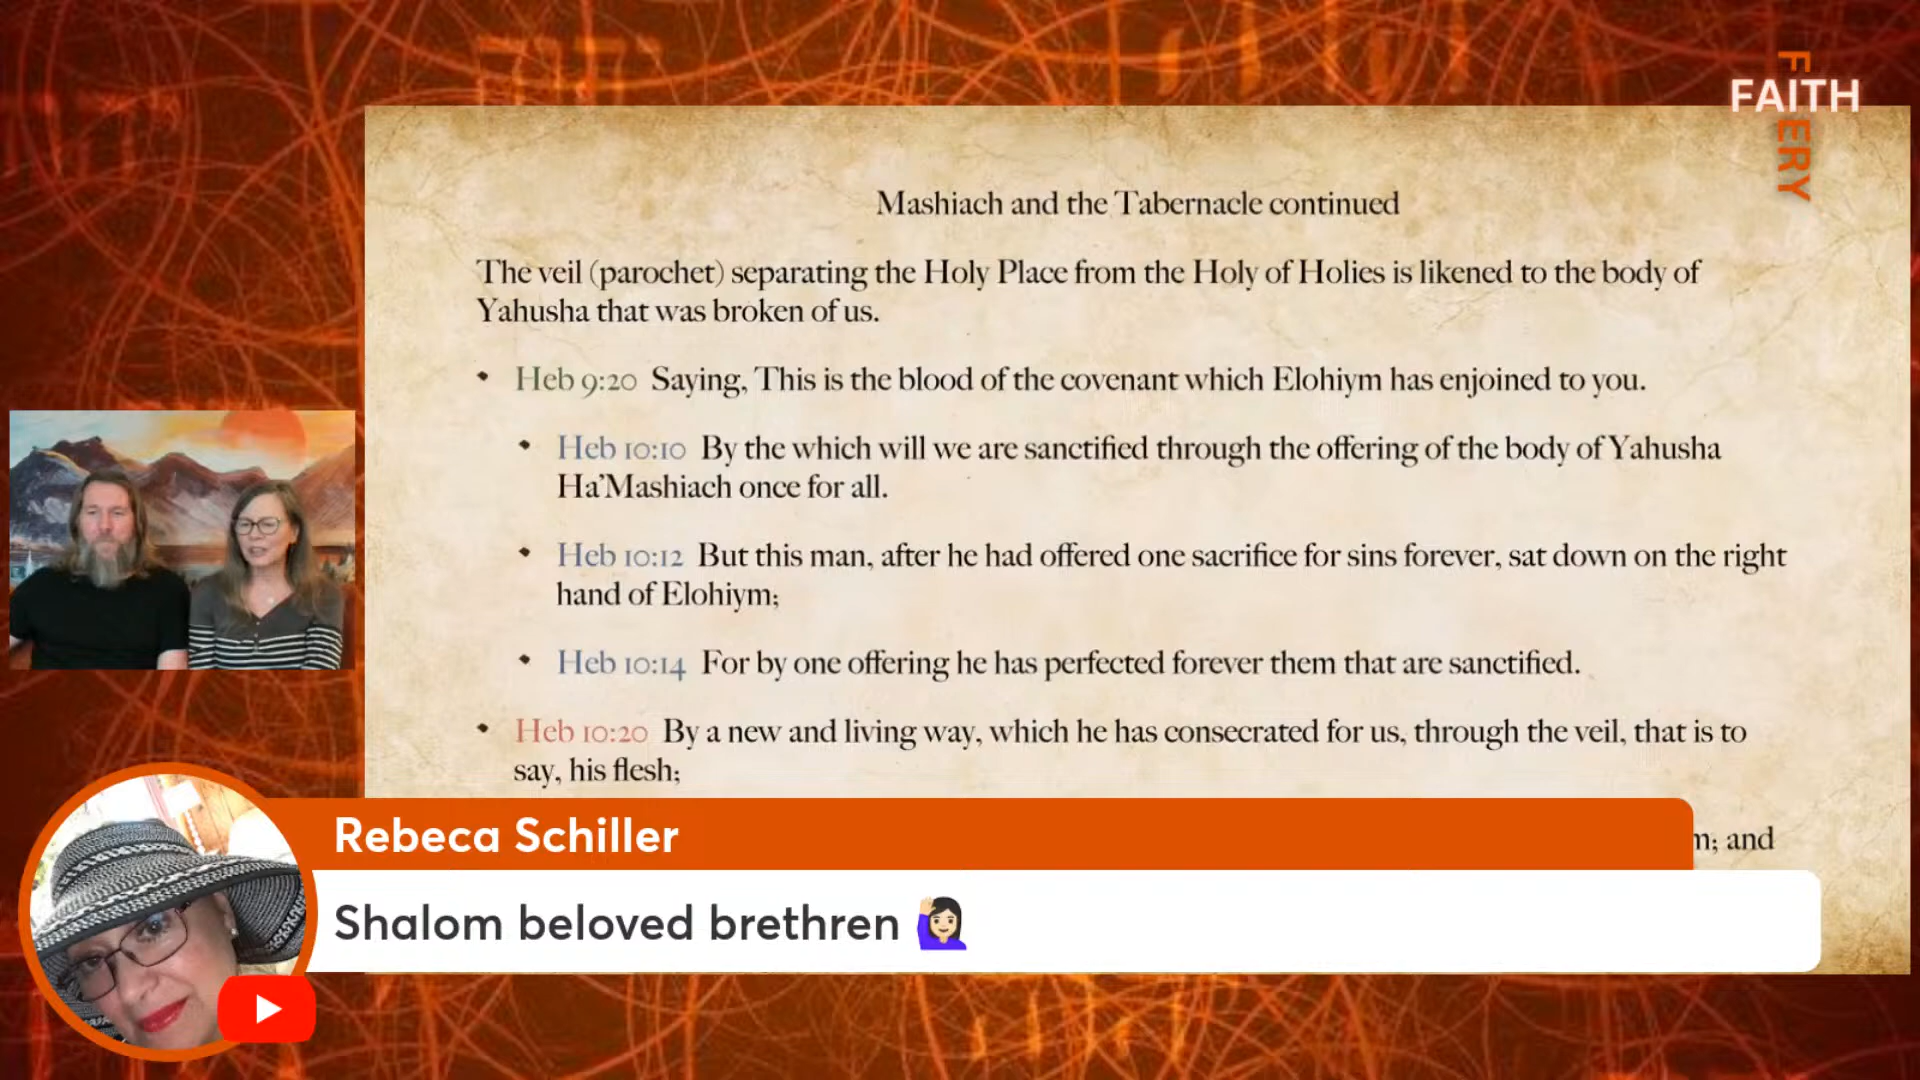 FAITH
FIERY
Mashiach and the Tabernacle continued
The veil (parochet) separating the Holy Place from the Holy of Holies is likened to the body of
Yahusha that was broken of us.
• Heb 9:20 Saying, This is the blood of the covenant which Elohiym has enjoined to you.
• Heb 10:10 By the which will we are sanctified through the offering of the body of Yahusha
Ha’Mashiach once for all.
• Heb 10:12 But this man, after he had offered one sacrifice for sins forever, sat down on the right
hand of Elohiym;
• Heb 10:14 For by one offering he has perfected forever them that are sanctified.
• Heb 10:20 By a new and living way, which he has consecrated for us, through the veil, that is to
say, his flesh;
m; and
Rebeca Schiller
Shalom beloved brethren 🙋🏻‍♀️